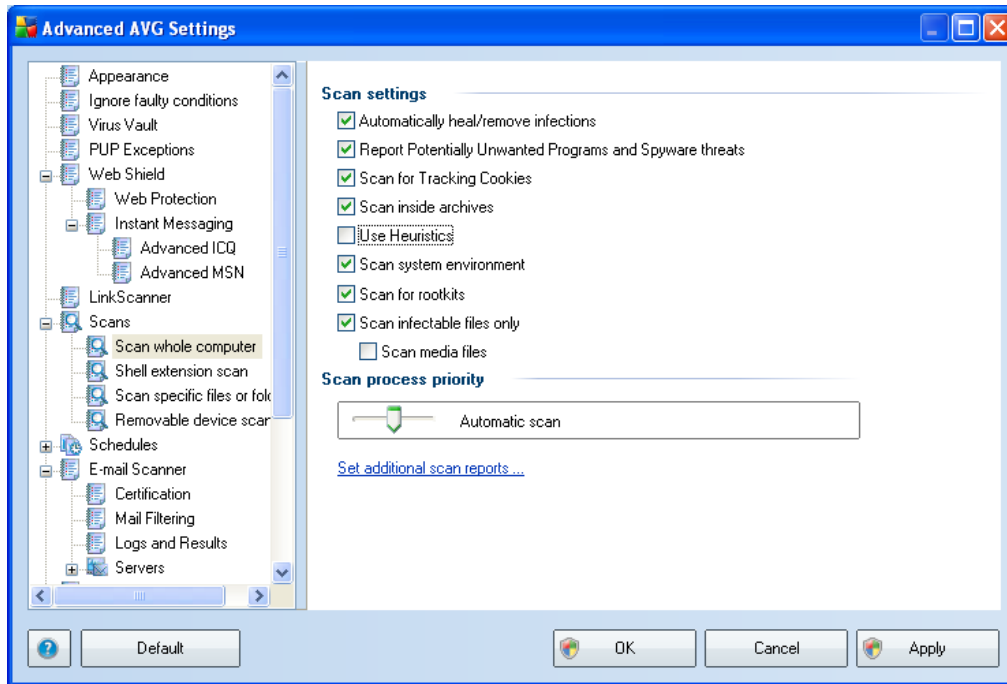 Advanced AVG Settings
Appearance
Ignore faulty conditions
Virus Vault
PUP Exceptions
Web Shield
Web Protection
Instant Messaging
Advanced ICQ
Advanced MSN
LinkScanner
Scans
Scan whole computer
Shell extension scan
Scan specific files or fold
Removable device scan
Schedules
E-mail Scanner
Certification
Mail Filtering
Logs and Results
Servers
Scan settings
Automatically heal/remove infections
Report Potentially Unwanted Programs and Spyware threats
Scan for Tracking Cookies
Scan inside archives
Use Heuristics
Scan system environment
Scan for rootkits
Scan infectable files only
Scan media files
Scan process priority
Automatic scan
Set additional scan reports ...
Default
OK
Cancel
Apply